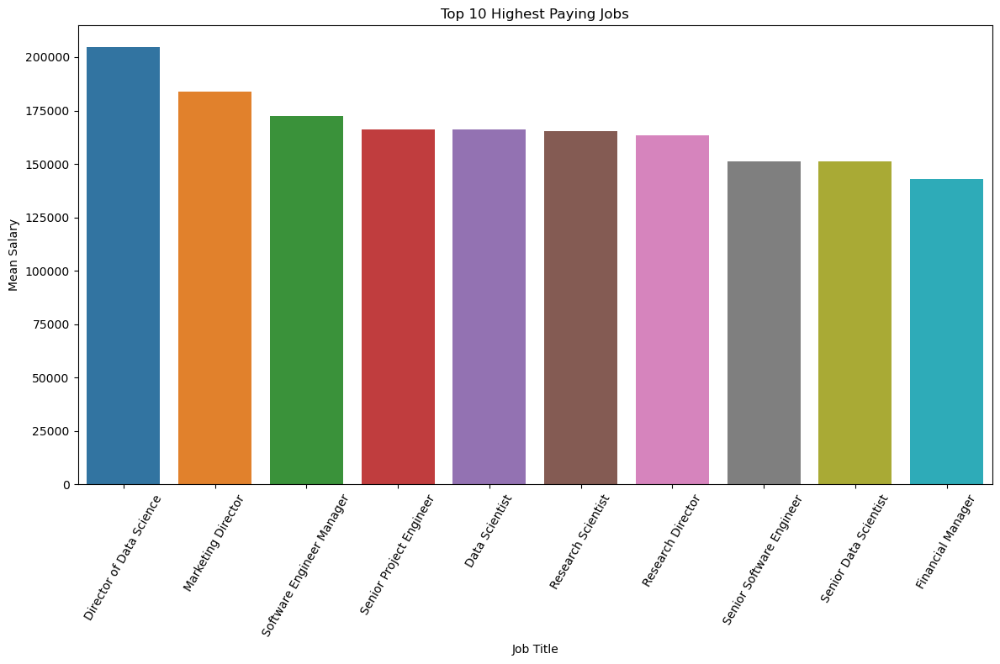 Top 10 Highest Paying Jobs
Mean Salary
200000
175000
150000
125000
100000
75000
50000
25000
0
Director of Data Science
Marketing Director
Software Engineer Manager
Senior Project Engineer
Data Scientist
Research Scientist
Research Director
Senior Software Engineer
Senior Data Scientist
Financial Manager
Job Title